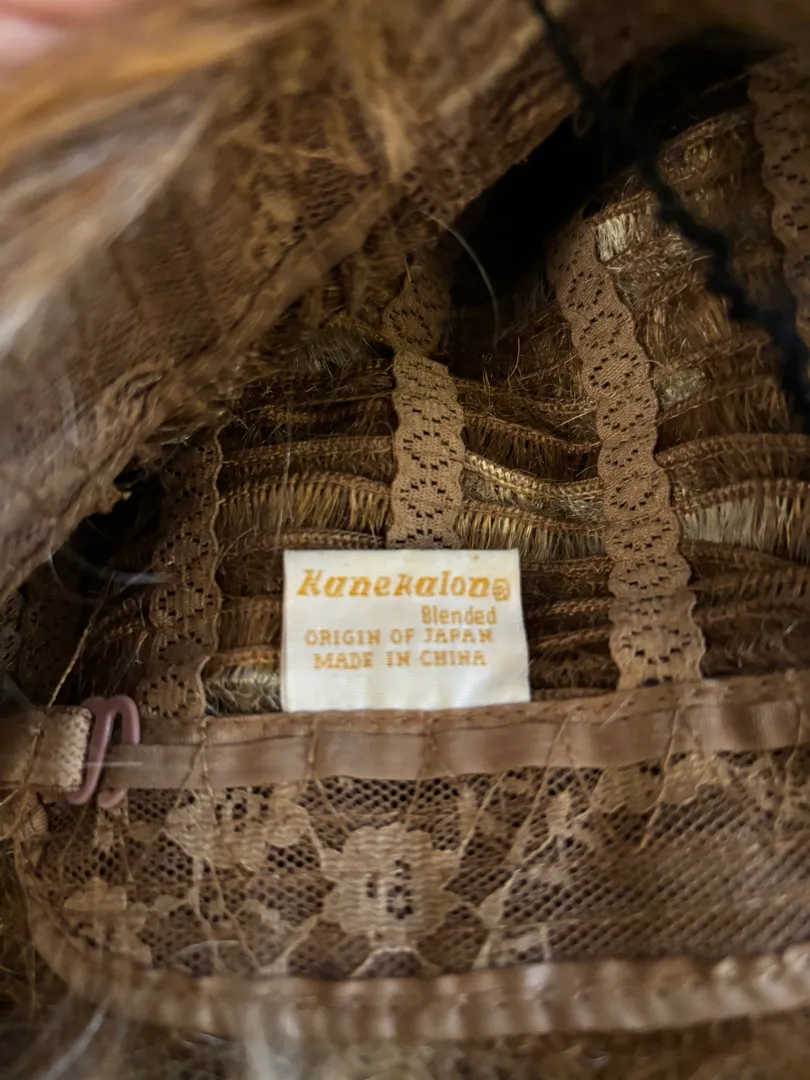 Kanekalon®
Blended
ORIGIN OF JAPAN
MADE IN CHINA